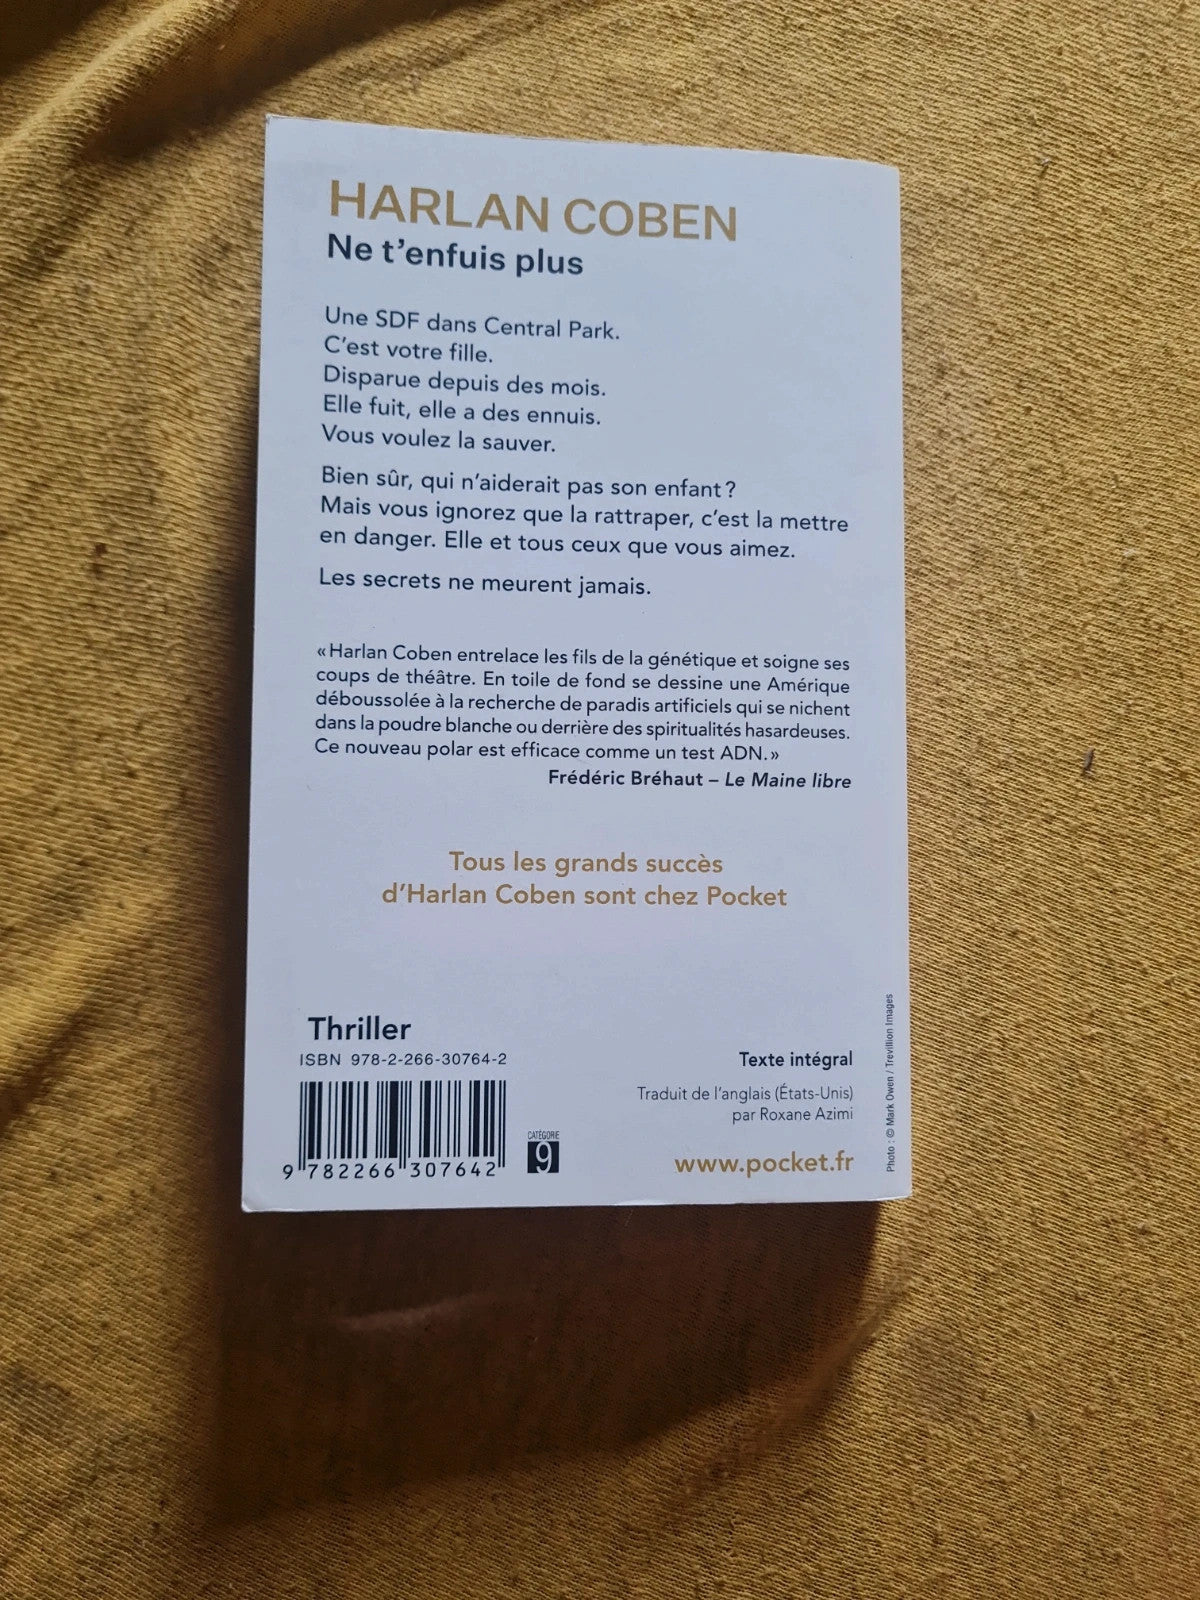 HARLAN COBEN
Ne t'enfuis plus
Une SDF dans Central Park.
C'est votre fille.
Disparue depuis des mois.
Elle fuit, elle a des ennuis.
Vous voulez la sauver.
Bien sûr, qui n'aiderait pas son enfant ?
Mais vous ignorez que la rattraper, c'est la mettre
en danger. Elle et tous ceux que vous aimez.
Les secrets ne meurent jamais.
« Harlan Coben entrelace les fils de la génétique et soigne ses
coups de théâtre. En toile de fond se dessine une Amérique
déboussolée à la recherche de paradis artificiels qui se nichent
dans la poudre blanche ou derrière des spiritualités hasardeuses.
Ce nouveau polar est efficace comme un test ADN. »
Frédéric Bréhaut – Le Maine libre
Tous les grands succès
d'Harlan Coben sont chez Pocket
Thriller
ISBN 978-2-266-30764-2
9 782266 307642
CATÉGORIE
9
Texte intégral
Traduit de l'anglais (États-Unis)
par Roxane Azimi
www.pocket.fr
Photo : © Mark Owen / Trevillion Images